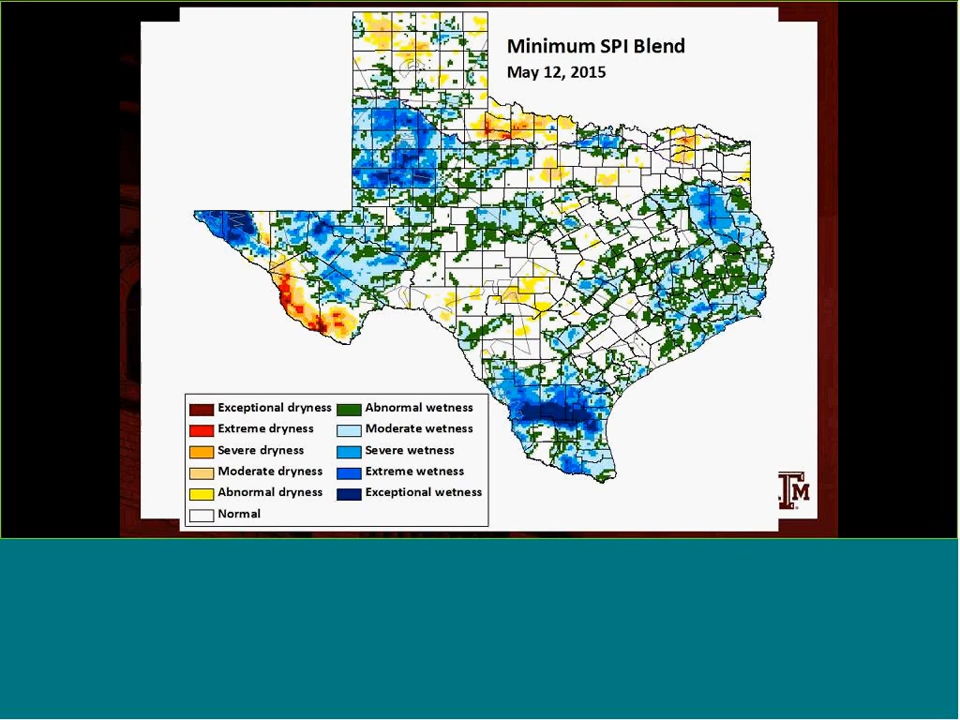 Minimum SPI Blend
May 12, 2015
Exceptional dryness
Extreme dryness
Severe dryness
Moderate dryness
Abnormal dryness
Normal
Abnormal wetness
Moderate wetness
Severe wetness
Extreme wetness
Exceptional wetness
ATM